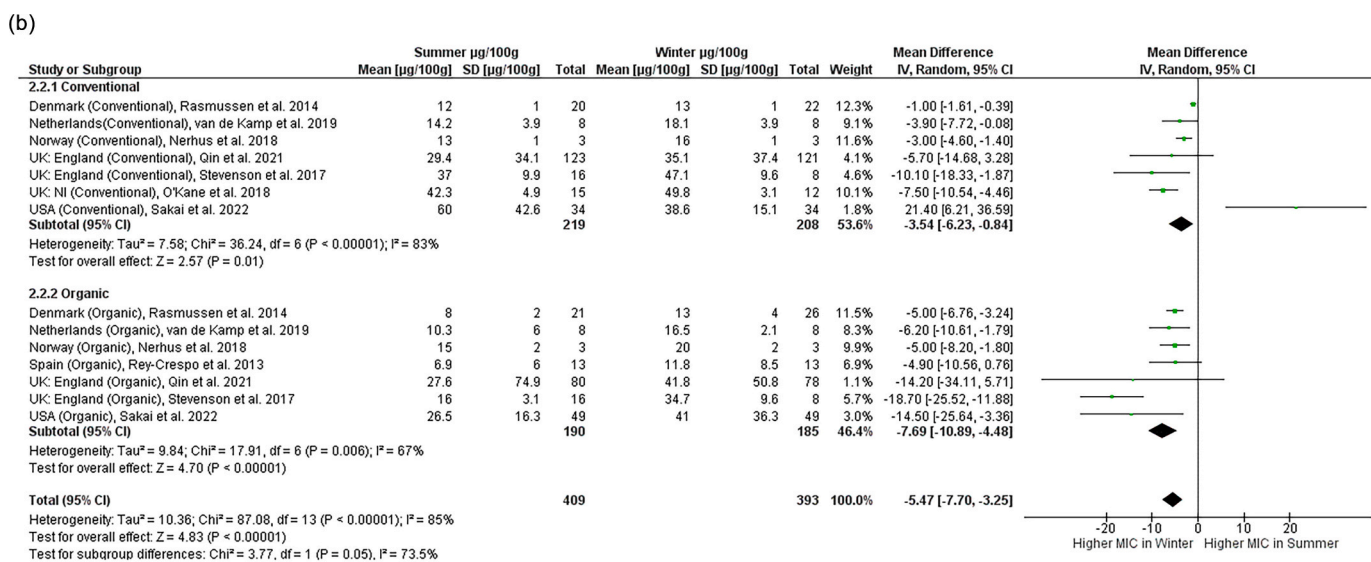 (b)
Summer µg/100g Winter µg/100g Mean Difference Mean Difference
Study or Subgroup Mean [µg/100g] SD [µg/100g] Total Mean [µg/100g] SD [µg/100g] Total Weight IV, Random, 95% CI IV, Random, 95% CI
2.2.1 Conventional
Denmark (Conventional), Rasmussen et al. 2014 12 1 20 13 1 22 12.3% -1.00 [-1.61, -0.39]
Netherlands(Conventional), van de Kamp et al. 2019 14.2 3.9 8 18.1 3.9 8 9.1% -3.90 [-7.72, -0.08]
Norway (Conventional), Nerhus et al. 2018 13 1 3 16 1 3 11.6% -3.00 [-4.60, -1.40]
UK: England (Conventional), Qin et al. 2021 29.4 34.1 123 35.1 37.4 121 4.1% -5.70 [-14.68, 3.28]
UK: England (Conventional), Stevenson et al. 2017 37 9.9 16 47.1 9.6 8 4.6% -10.10 [-18.33, -1.87]
UK: NI (Conventional), O'Kane et al. 2018 42.3 4.9 15 49.8 3.1 12 10.1% -7.50 [-10.54, -4.46]
USA (Conventional), Sakai et al. 2022 60 42.6 34 38.6 15.1 34 1.8% 21.40 [6.21, 36.59]
Subtotal (95% CI) 219 208 53.6% -3.54 [-6.23, -0.84]
Heterogeneity: Tau² = 7.58; Chi² = 36.24, df = 6 (P < 0.00001); I² = 83%
Test for overall effect: Z = 2.57 (P = 0.01)
2.2.2 Organic
Denmark (Organic), Rasmussen et al. 2014 8 2 21 13 4 26 11.5% -5.00 [-6.76, -3.24]
Netherlands (Organic), van de Kamp et al. 2019 10.3 6 8 16.5 2.1 8 8.3% -6.20 [-10.61, -1.79]
Norway (Organic), Nerhus et al. 2018 15 2 3 20 2 3 9.9% -5.00 [-8.20, -1.80]
Spain (Organic), Rey-Crespo et al. 2013 6.9 6 13 11.8 8.5 13 6.9% -4.90 [-10.56, 0.76]
UK: England (Organic), Qin et al. 2021 27.6 74.9 80 41.8 50.8 78 1.1% -14.20 [-34.11, 5.71]
UK: England (Organic), Stevenson et al. 2017 16 3.1 16 34.7 9.6 8 5.7% -18.70 [-25.52, -11.88]
USA (Organic), Sakai et al. 2022 26.5 16.3 49 41 36.3 49 3.0% -14.50 [-25.64, -3.36]
Subtotal (95% CI) 190 185 46.4% -7.69 [-10.89, -4.48]
Heterogeneity: Tau² = 9.84; Chi² = 17.91, df = 6 (P = 0.006); I² = 67%
Test for overall effect: Z = 4.70 (P < 0.00001)
Total (95% CI) 409 393 100.0% -5.47 [-7.70, -3.25]
Heterogeneity: Tau² = 10.36; Chi² = 87.08, df = 13 (P < 0.00001); I² = 85%
Test for overall effect: Z = 4.83 (P < 0.00001)
Test for subgroup differences: Chi² = 3.77, df = 1 (P = 0.05), I² = 73.5%
-20 -10 0 10 20
Higher MIC in Winter Higher MIC in Summer